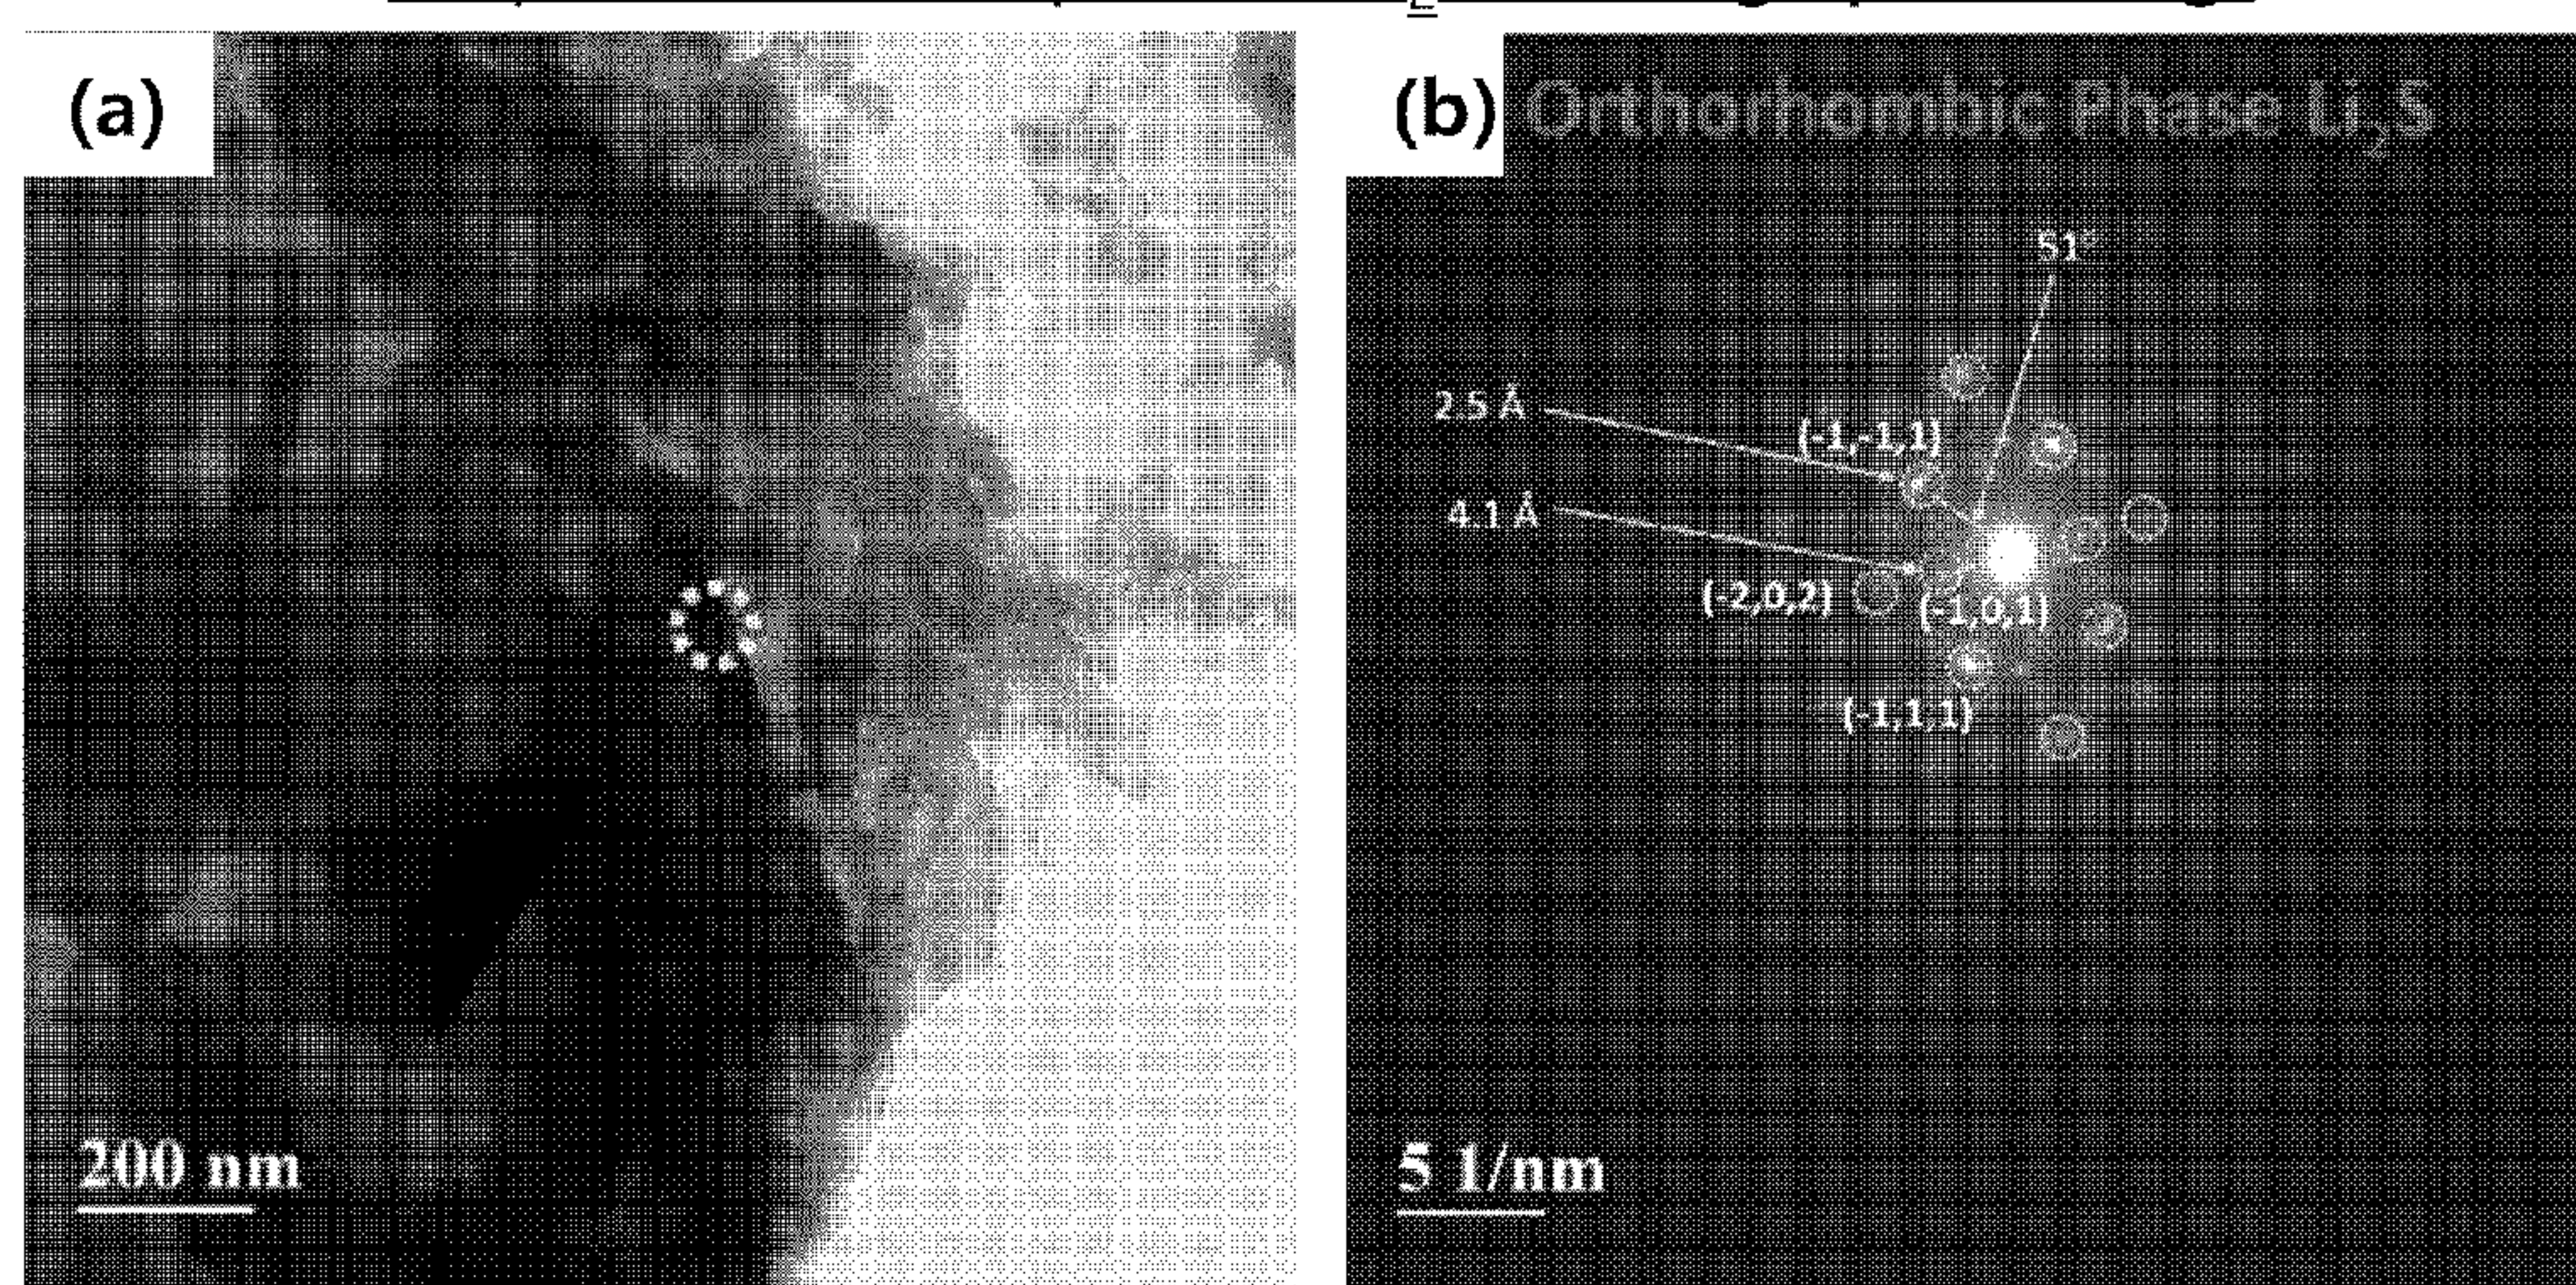 (a)
200 nm
(b) Orthorhombic Phase Li₂S
51°
2.5 Å
(-1,-1,1)
4.1 Å
(-2,0,2)
(-1,0,1)
(-1,1,1)
5 1/nm